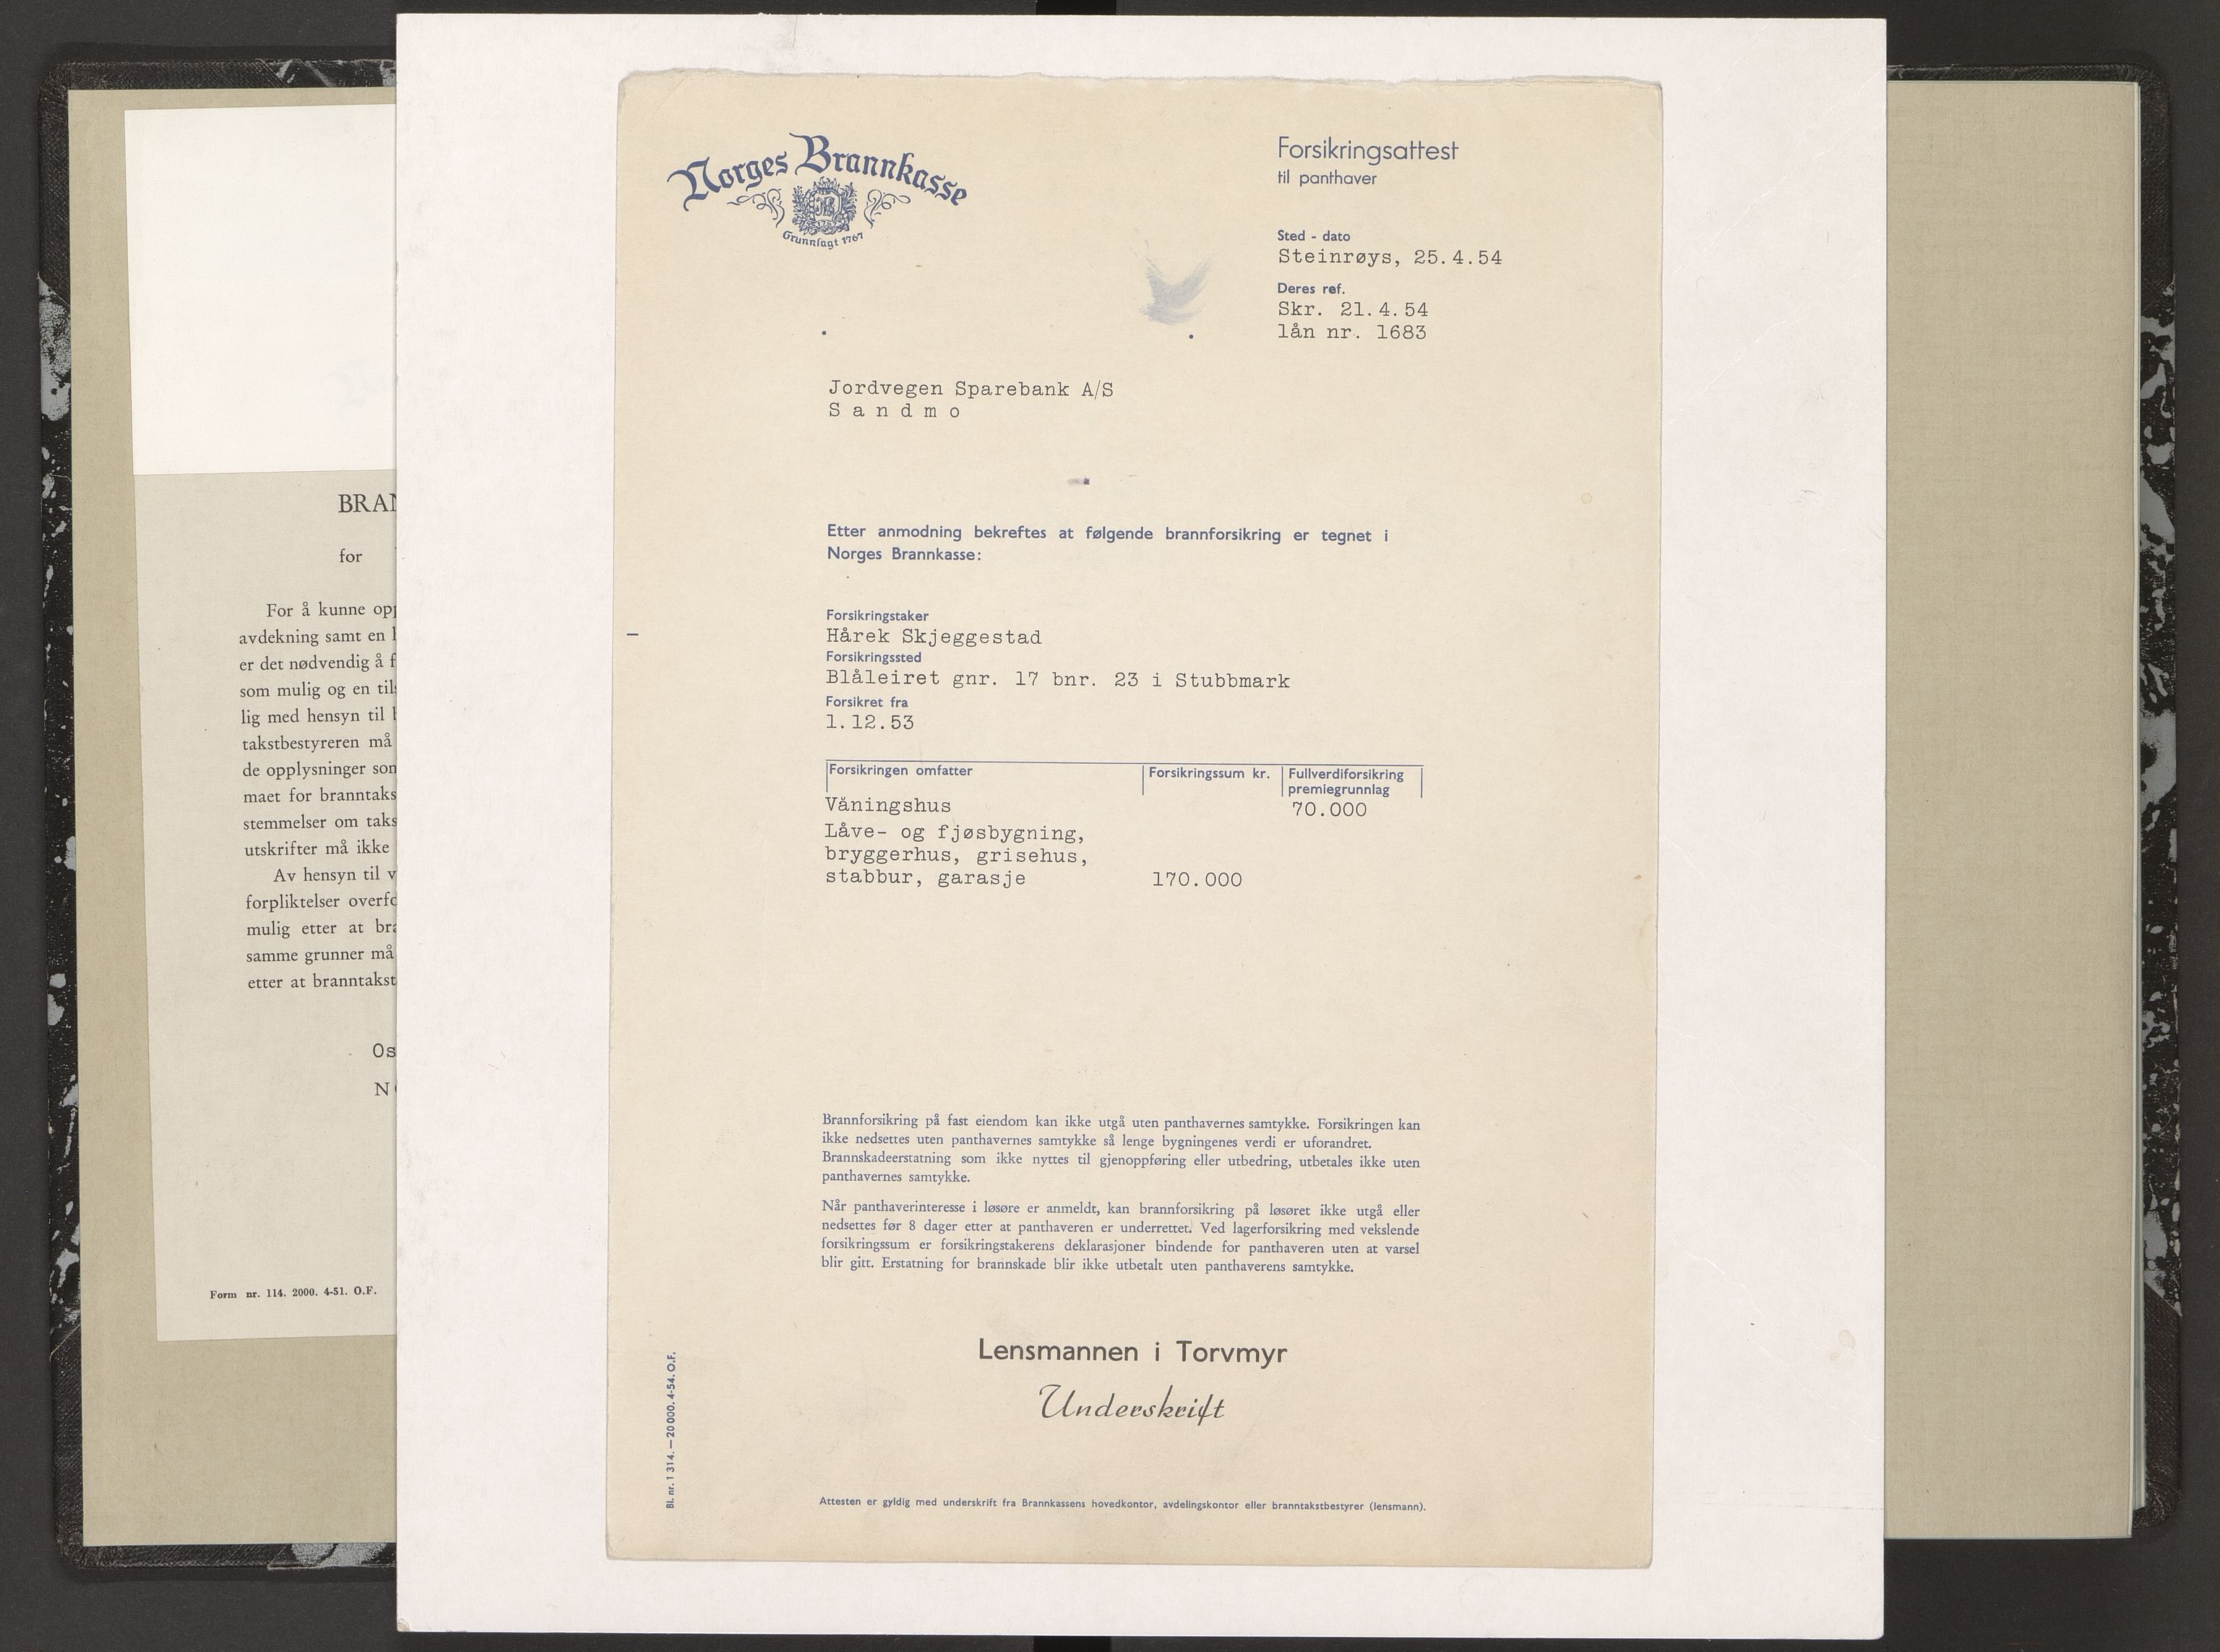 BRAN
for
For å kunne opp
avdekning samt en
er det nødvendig å f
som mulig og en til
lig med hensyn til
takstbestyreren må
de opplysninger som
maet for branntaks
stemmelser om taks
utskrifter må ikke
Av hensyn til v
forpliktelser overfo
mulig etter at bra
samme grunner må
etter at branntakst
Os
N
Form nr. 114. 2000. 4-51. O.F.
Norges Brannkasse
NB
Grunnlagt 1767
Forsikringsattest
til panthaver
Sted - dato
Steinrøys, 25.4.54
Deres ref.
Skr. 21.4.54
lån nr. 1683
Jordvegen Sparebank A/S
S a n d m o
Etter anmodning bekreftes at følgende brannforsikring er tegnet i
Norges Brannkasse:
Forsikringstaker
Hårek Skjeggestad
Forsikringssted
Blåleiret gnr. 17 bnr. 23 i Stubbmark
Forsikret fra
1.12.53
Forsikringen omfatter Forsikringssum kr. Fullverdiforsikring
premiegrunnlag
Våningshus 70.000
Låve- og fjøsbygning,
bryggerhus, grisehus,
stabbur, garasje 170.000
Brannforsikring på fast eiendom kan ikke utgå uten panthavernes samtykke. Forsikringen kan
ikke nedsettes uten panthavernes samtykke så lenge bygningenes verdi er uforandret.
Brannskadeerstatning som ikke nyttes til gjenoppføring eller utbedring, utbetales ikke uten
panthavernes samtykke.
Når panthaverinteresse i løsøre er anmeldt, kan brannforsikring på løsøret ikke utgå eller
nedsettes før 8 dager etter at panthaveren er underrettet. Ved lagerforsikring med vekslende
forsikringssum er forsikringstakerens deklarasjoner bindende for panthaveren uten at varsel
blir gitt. Erstatning for brannskade blir ikke utbetalt uten panthaverens samtykke.
Lensmannen i Torvmyr
Underskrift
Bl. nr. 1 314. — 20 000. 4-54. O.F.
Attesten er gyldig med underskrift fra Brannkassens hovedkontor, avdelingskontor eller branntakstbestyrer (lensmann).